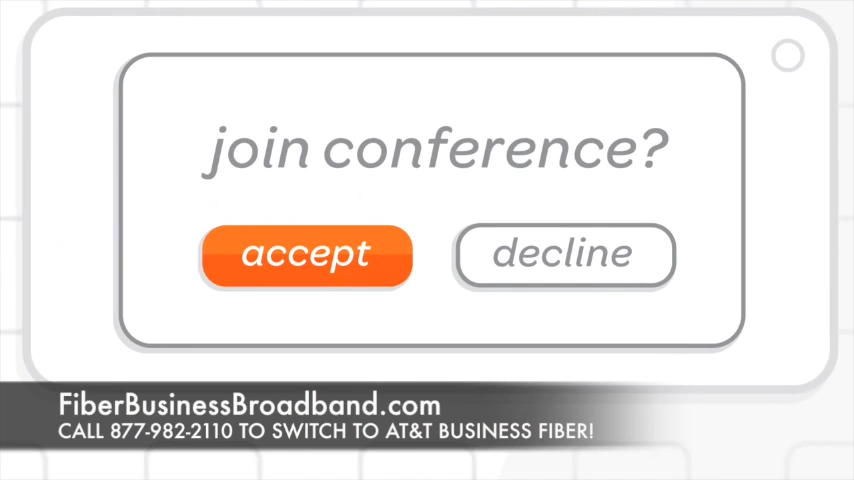 join conference?
accept
decline
FiberBusinessBroadband.com
CALL 877-982-2110 TO SWITCH TO AT&T BUSINESS FIBER!